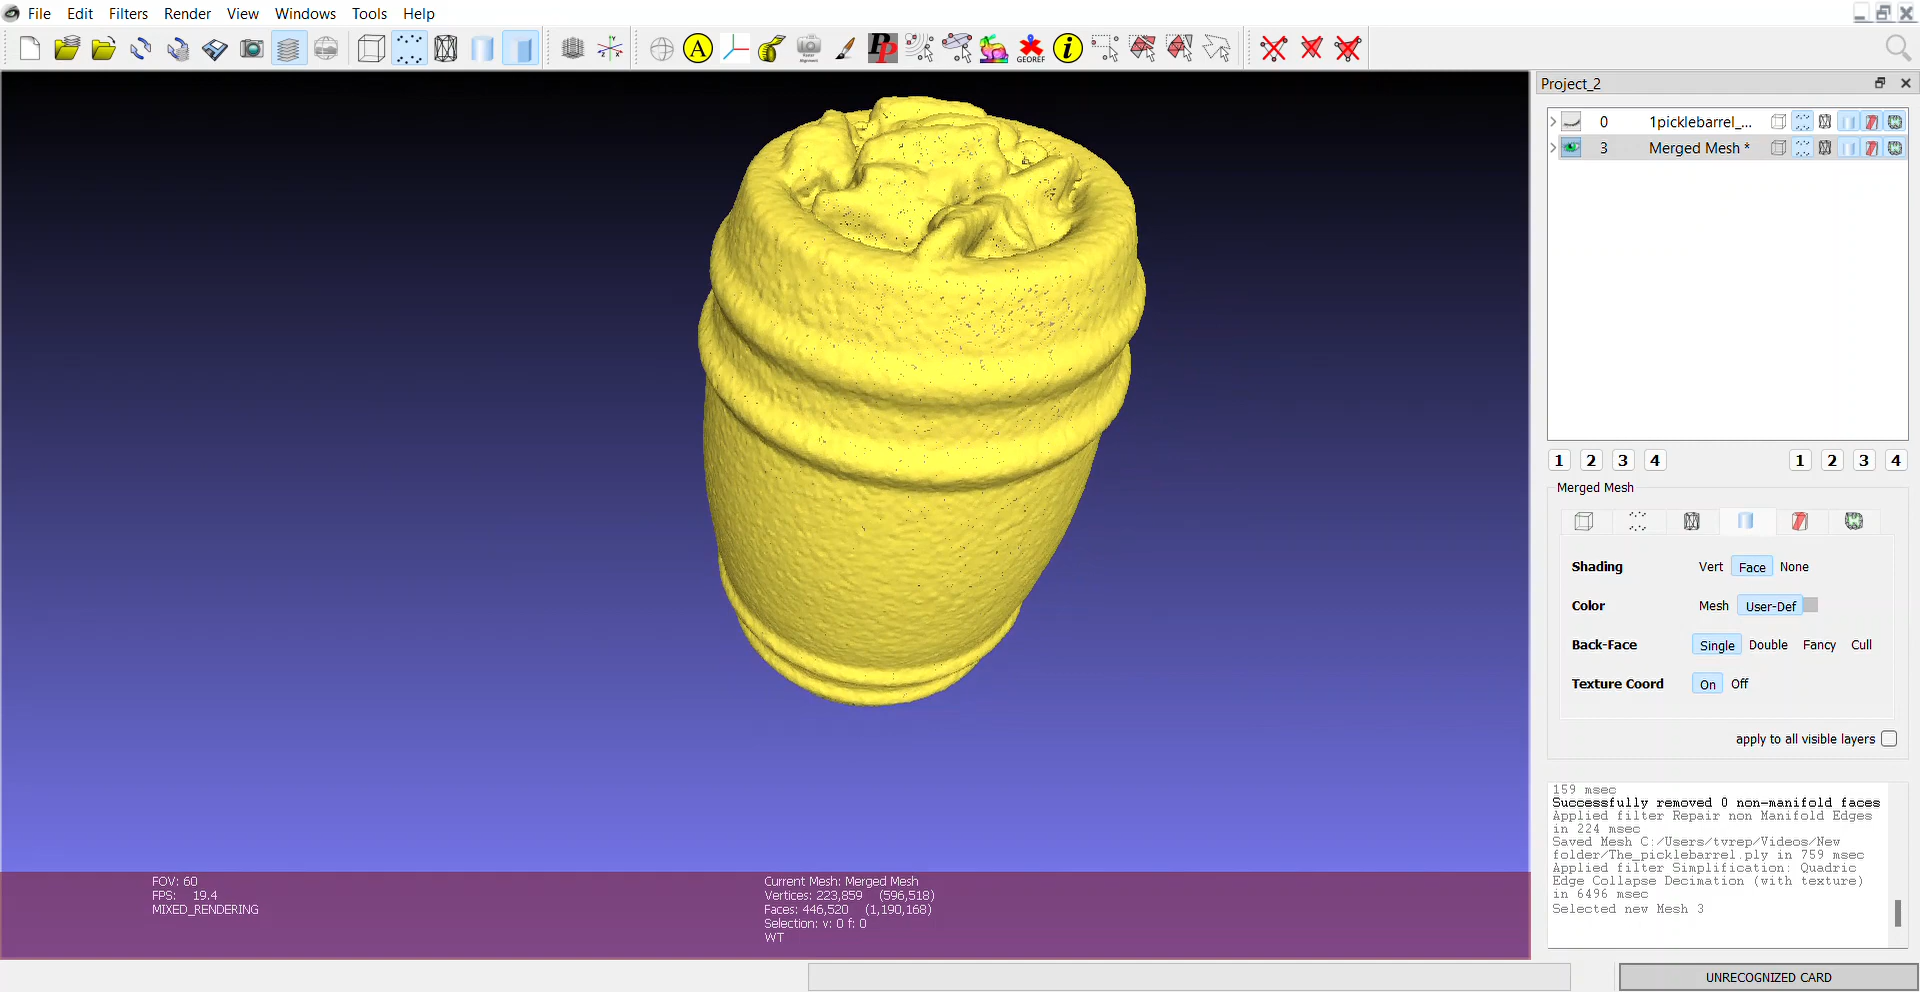 File Edit Filters Render View Windows Tools Help
A PP GEOREF i
Project_2
0 1picklebarrel_...
3 Merged Mesh *
1 2 3 4 1 2 3 4
Merged Mesh
Shading Vert Face None
Color Mesh User-Def
Back-Face Single Double Fancy Cull
Texture Coord On Off
apply to all visible layers
159 msec
Successfully removed 0 non-manifold faces
Applied filter Repair non Manifold Edges
in 224 msec
Saved Mesh C:/Users/tvrep/Videos/New
folder/The_picklebarrel.ply in 759 msec
Applied filter Simplification: Quadric
Edge Collapse Decimation (with texture)
in 6496 msec
Selected new Mesh 3
FOV: 60
FPS: 19.4
MIXED_RENDERING
Current Mesh: Merged Mesh
Vertices: 223,859 (596,518)
Faces: 446,520 (1,190,168)
Selection: v: 0 f: 0
WT
UNRECOGNIZED CARD